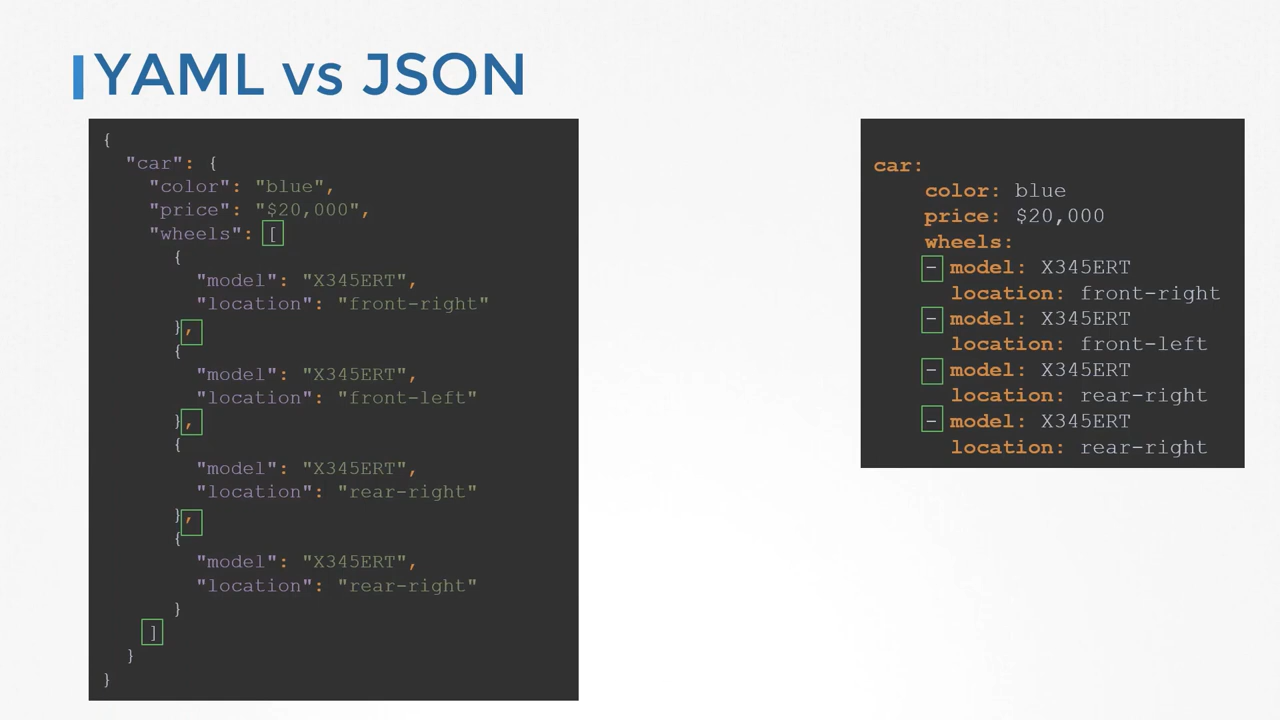 YAML vs JSON
{
  "car": {
    "color": "blue",
    "price": "$20,000",
    "wheels": [
      {
        "model": "X345ERT",
        "location": "front-right"
      },
      {
        "model": "X345ERT",
        "location": "front-left"
      },
      {
        "model": "X345ERT",
        "location": "rear-right"
      },
      {
        "model": "X345ERT",
        "location": "rear-right"
      }
    ]
  }
}
car:
    color: blue
    price: $20,000
    wheels:
    - model: X345ERT
      location: front-right
    - model: X345ERT
      location: front-left
    - model: X345ERT
      location: rear-right
    - model: X345ERT
      location: rear-right